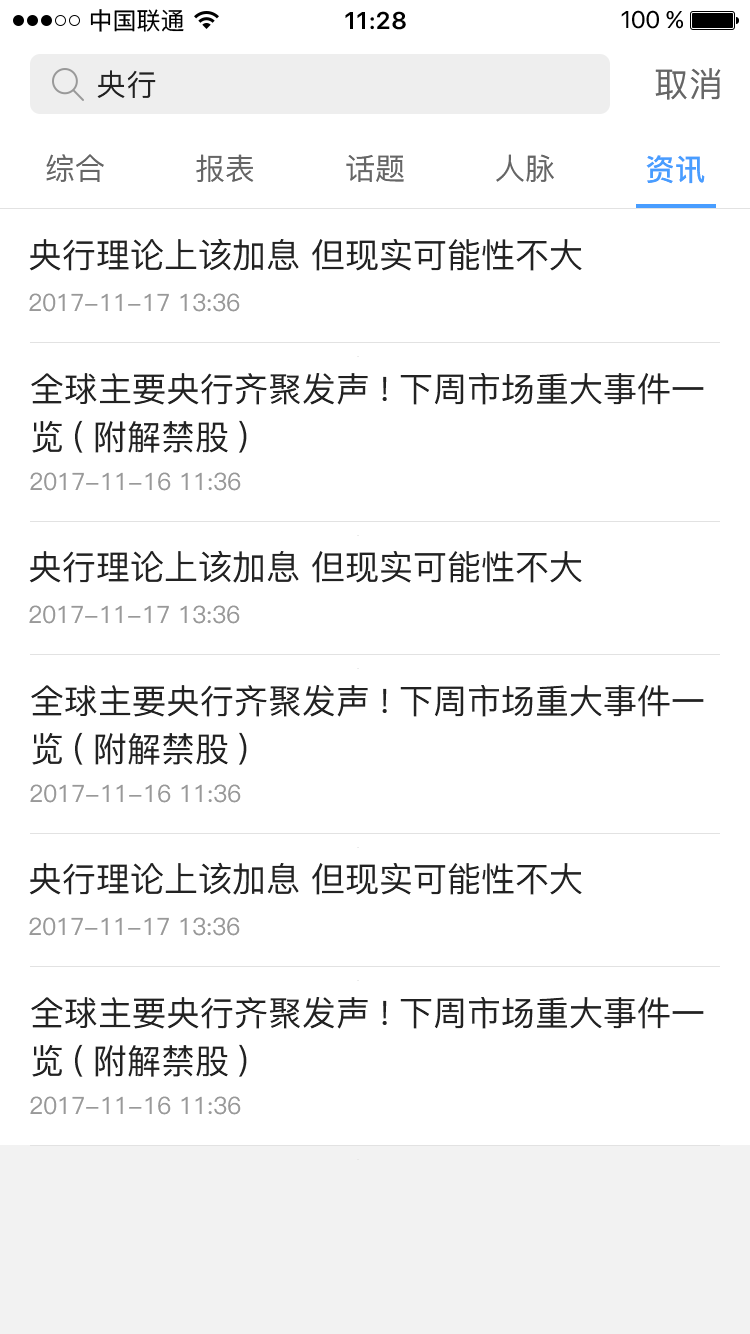 中国联通 11:28 100 %
央行 取消
综合 报表 话题 人脉 资讯
央行理论上该加息 但现实可能性不大
2017-11-17 13:36
全球主要央行齐聚发声！下周市场重大事件一
览（附解禁股）
2017-11-16 11:36
央行理论上该加息 但现实可能性不大
2017-11-17 13:36
全球主要央行齐聚发声！下周市场重大事件一
览（附解禁股）
2017-11-16 11:36
央行理论上该加息 但现实可能性不大
2017-11-17 13:36
全球主要央行齐聚发声！下周市场重大事件一
览（附解禁股）
2017-11-16 11:36